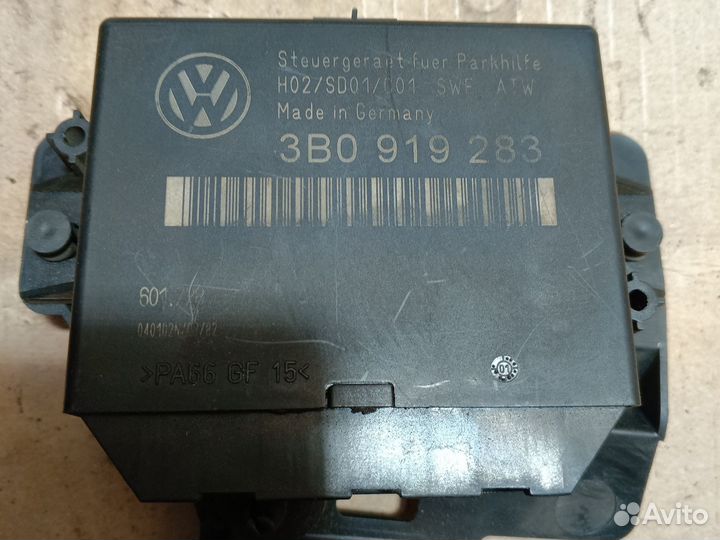 Steuergeraet fuer Parkhilfe
H02/SD01/001 SWF ATW
Made in Germany
3B0 919 283
601.
>PA66 GF 15<
01
Avito